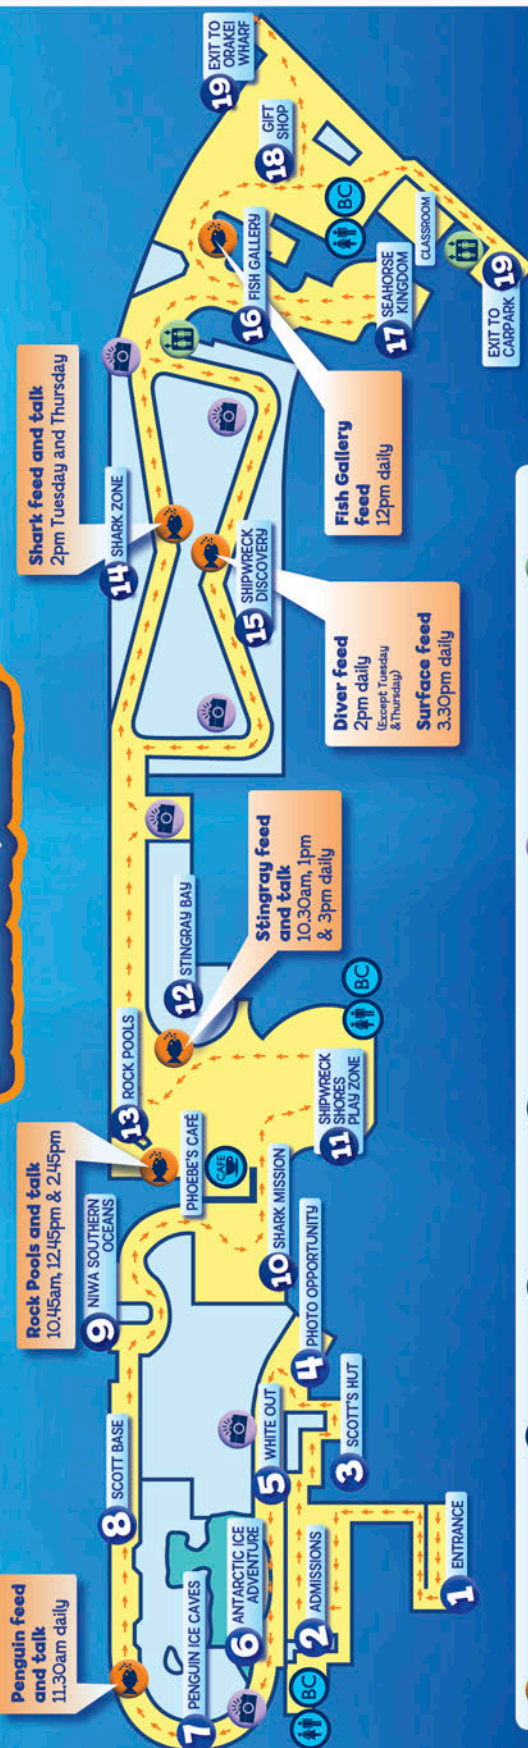 Penguin feed
and talk
11.30am daily
Rock Pools and talk
10.45am, 12.45pm & 2.45pm
Shark feed and talk
2pm Tuesday and Thursday
Stingray feed
and talk
10.30am, 1pm
& 3pm daily
Diver feed
2pm daily
(Except Tuesday
& Thursday)
Surface feed
3.30pm daily
Fish Gallery
feed
12pm daily
1 ENTRANCE
2 ADMISSIONS
3 SCOTT'S HUT
4 PHOTO OPPORTUNITY
5 WHITE OUT
6 ANTARCTIC ICE
ADVENTURE
7 PENGUIN ICE CAVES
8 SCOTT BASE
9 NIWA SOUTHERN
OCEANS
10 SHARK MISSION
11 SHIPWRECK
SHORES
PLAY ZONE
12 STINGRAY BAY
13 ROCK POOLS
14 SHARK ZONE
15 SHIPWRECK
DISCOVERY
16 FISH GALLERY
17 SEAHORSE
KINGDOM
18 GIFT
SHOP
19 EXIT TO
ORAKEI
WHARF
19 EXIT TO
CARPARK
PHOEBE'S CAFÉ
CAFE
CLASSROOM
BC
BC
BC